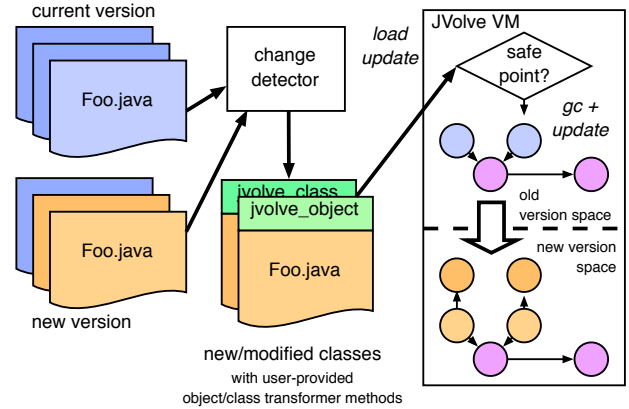 current version
Foo.java
change
detector
load
update
JVolve VM
safe
point?
gc +
update
old
version space
new version
space
jvolve_class
jvolve_object
Foo.java
Foo.java
new version
new/modified classes
with user-provided
object/class transformer methods